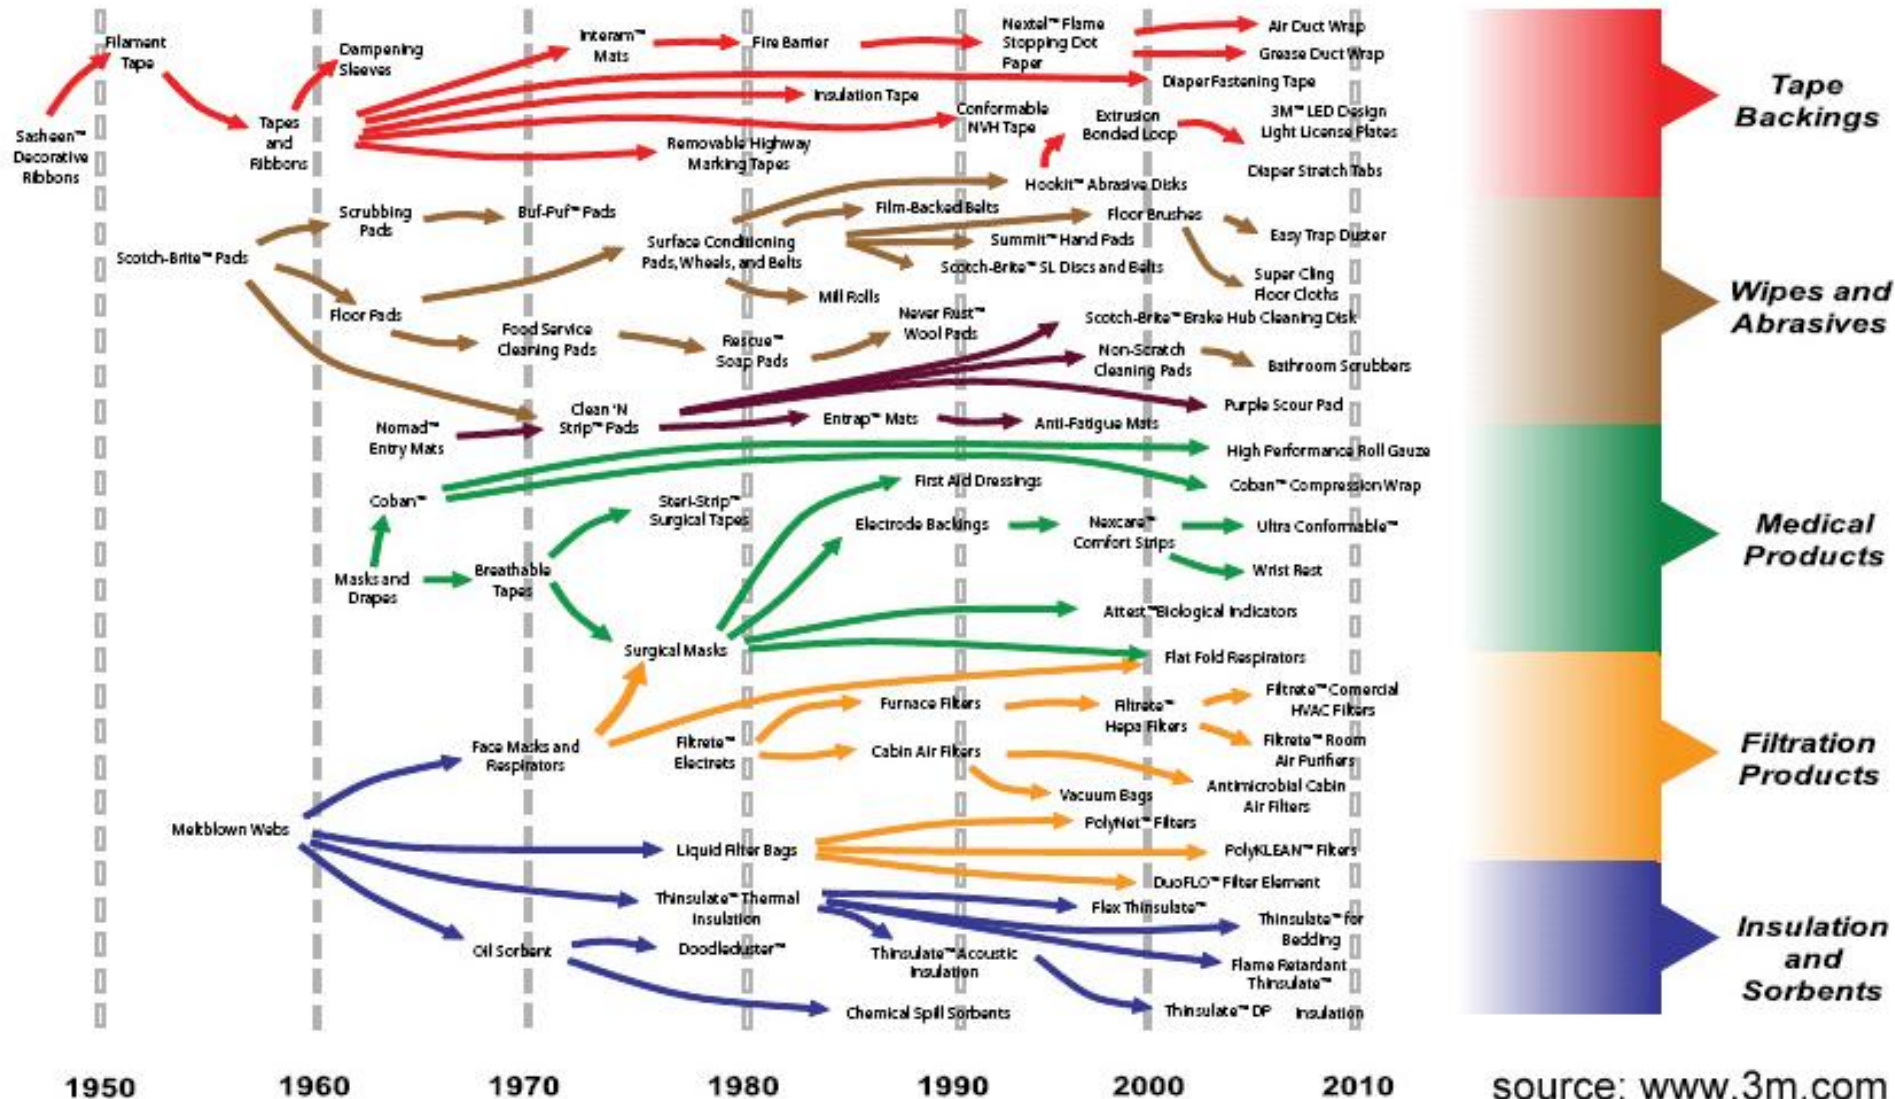 Sasheen™
Decorative
Ribbons
Filament
Tape
Tapes
and
Ribbons
Dampening
Sleeves
Interam™
Mats
Fire Barrier
Nextel™ Flame
Stopping Dot
Paper
Air Duct Wrap
Grease Duct Wrap
Diaper Fastening Tape
Insulation Tape
Conformable
NVH Tape
Removable Highway
Marking Tapes
Extrusion
Bonded Loop
3M™ LED Design
Light License Plates
Diaper Stretch Tabs
Tape
Backings
Scotch-Brite™ Pads
Scrubbing
Pads
Buf-Puf™ Pads
Floor Pads
Surface Conditioning
Pads, Wheels, and Belts
Hookit™ Abrasive Disks
Film-Backed Belts
Floor Brushes
Summit™ Hand Pads
Scotch-Brite™ SL Discs and Belts
Mill Rolls
Easy Trap Duster
Super Cling
Floor Cloths
Food Service
Cleaning Pads
Rescue™
Soap Pads
Never Rust™
Wool Pads
Scotch-Brite™ Brake Hub Cleaning Disk
Non-Scratch
Cleaning Pads
Bathroom Scrubbers
Purple Scour Pad
Nomad™
Entry Mats
Clean 'N
Strip™ Pads
Entrap™ Mats
Anti-Fatigue Mats
Wipes and
Abrasives
Coban™
High Performance Roll Gauze
Coban™ Compression Wrap
Masks and
Drapes
Breathable
Tapes
Steri-Strip™
Surgical Tapes
Surgical Masks
First Aid Dressings
Electrode Backings
Nexcare™
Comfort Strips
Ultra Conformable™
Wrist Rest
Attest™ Biological Indicators
Flat Fold Respirators
Medical
Products
Meltblown Webs
Face Masks and
Respirators
Filtrete™
Electrets
Furnace Filters
Filtrete™
Hepa Filters
Filtrete™ Comercial
HVAC Filters
Filtrete™ Room
Air Purifiers
Cabin Air Filters
Vacuum Bags
Antimicrobial Cabin
Air Filters
Liquid Filter Bags
PolyNet™ Filters
PolyKLEAN™ Filters
DuoFLO™ Filter Element
Filtration
Products
Thinsulate™ Thermal
Insulation
Flex Thinsulate™
Thinsulate™ for
Bedding
Flame Retardant
Thinsulate™
Thinsulate™ Acoustic
Insulation
Thinsulate™ DP Insulation
Oil Sorbent
Doodleduster™
Chemical Spill Sorbents
Insulation
and
Sorbents
1950 1960 1970 1980 1990 2000 2010
source: www.3m.com